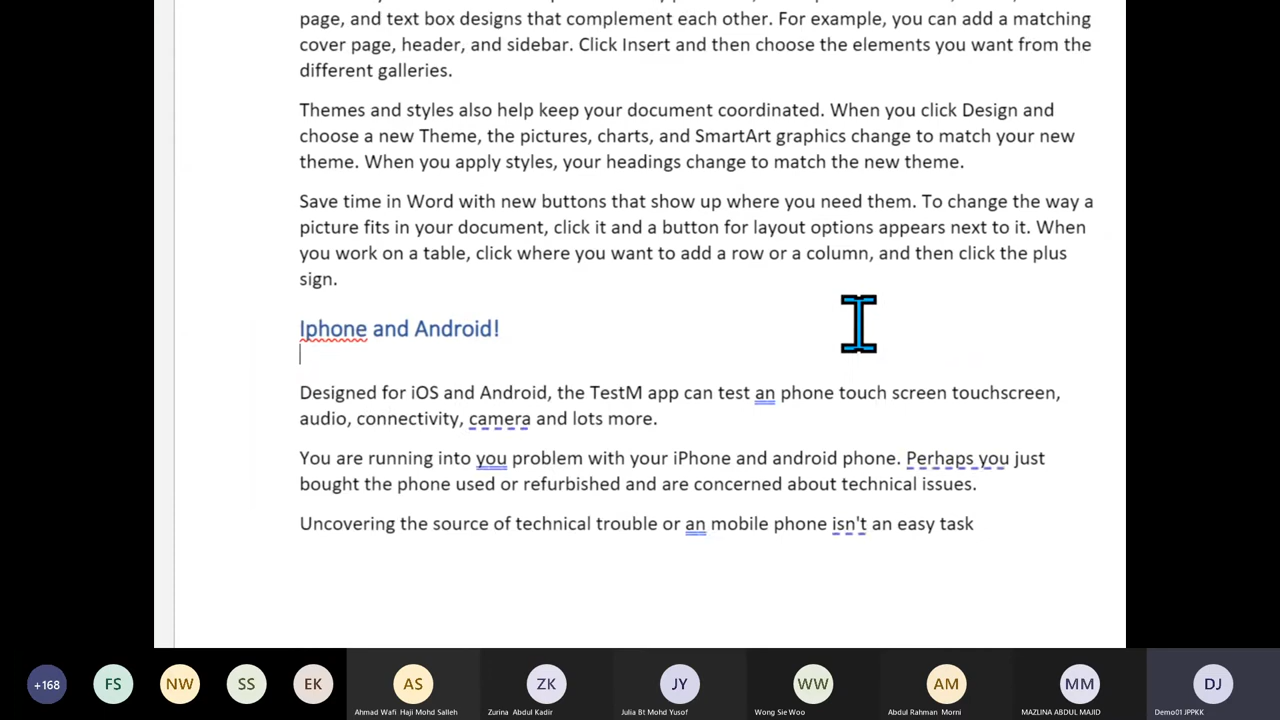 page, and text box designs that complement each other. For example, you can add a matching
cover page, header, and sidebar. Click Insert and then choose the elements you want from the
different galleries.
Themes and styles also help keep your document coordinated. When you click Design and
choose a new Theme, the pictures, charts, and SmartArt graphics change to match your new
theme. When you apply styles, your headings change to match the new theme.
Save time in Word with new buttons that show up where you need them. To change the way a
picture fits in your document, click it and a button for layout options appears next to it. When
you work on a table, click where you want to add a row or a column, and then click the plus
sign.
Iphone and Android!
Designed for iOS and Android, the TestM app can test an phone touch screen touchscreen,
audio, connectivity, camera and lots more.
You are running into you problem with your iPhone and android phone. Perhaps you just
bought the phone used or refurbished and are concerned about technical issues.
Uncovering the source of technical trouble or an mobile phone isn't an easy task
+168 FS NW SS EK AS ZK JY WW AM MM DJ
Ahmad Wafi Haji Mohd Salleh Zurina Abdul Kadir Julia Bt Mohd Yusof Wong Sie Woo Abdul Rahman Morni MAZLINA ABDUL MAJID Demo01 JPPKK